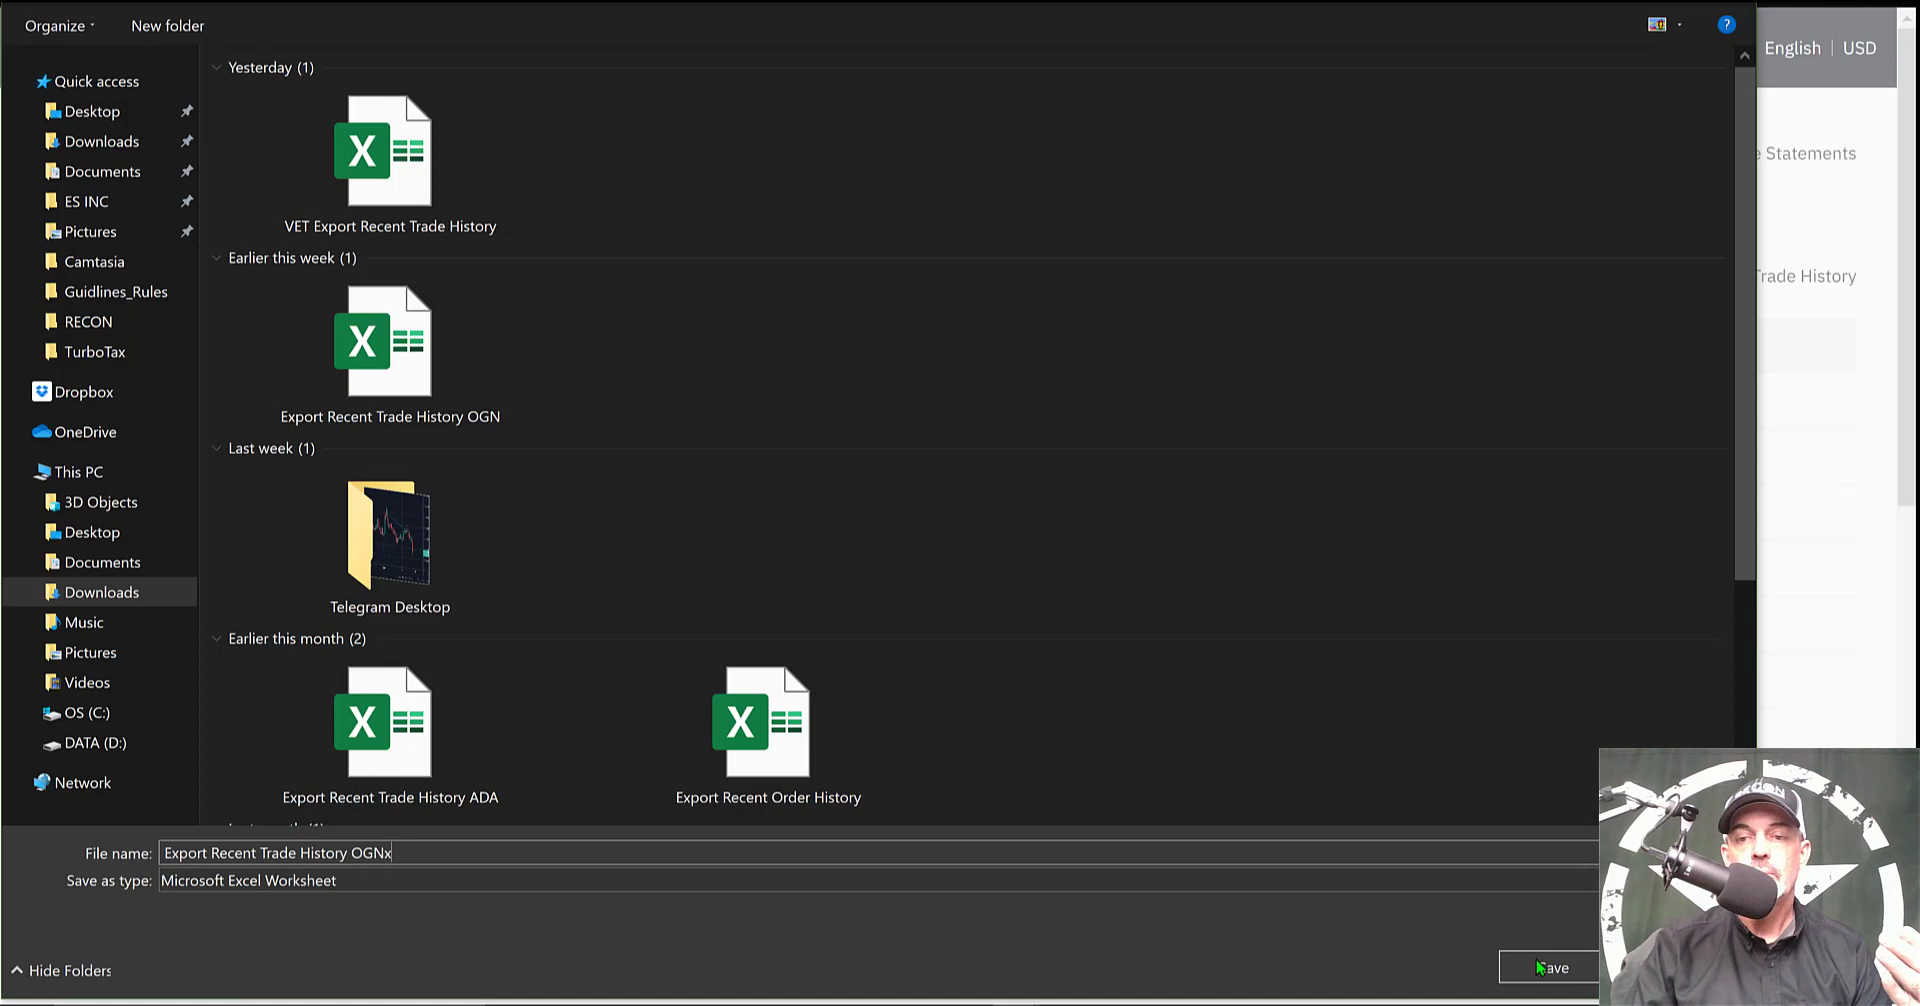 Organize
New folder
?
English | USD
Quick access
Desktop
Downloads
Documents
ES INC
Pictures
Camtasia
Guidlines_Rules
RECON
TurboTax
Dropbox
OneDrive
This PC
3D Objects
Desktop
Documents
Downloads
Music
Pictures
Videos
OS (C:)
DATA (D:)
Network
Yesterday (1)
X
VET Export Recent Trade History
Earlier this week (1)
X
Export Recent Trade History OGN
Last week (1)
Telegram Desktop
Earlier this month (2)
X
X
Export Recent Trade History ADA
Export Recent Order History
e Statements
Trade History
File name: Export Recent Trade History OGNx
Save as type: Microsoft Excel Worksheet
Hide Folders
Save